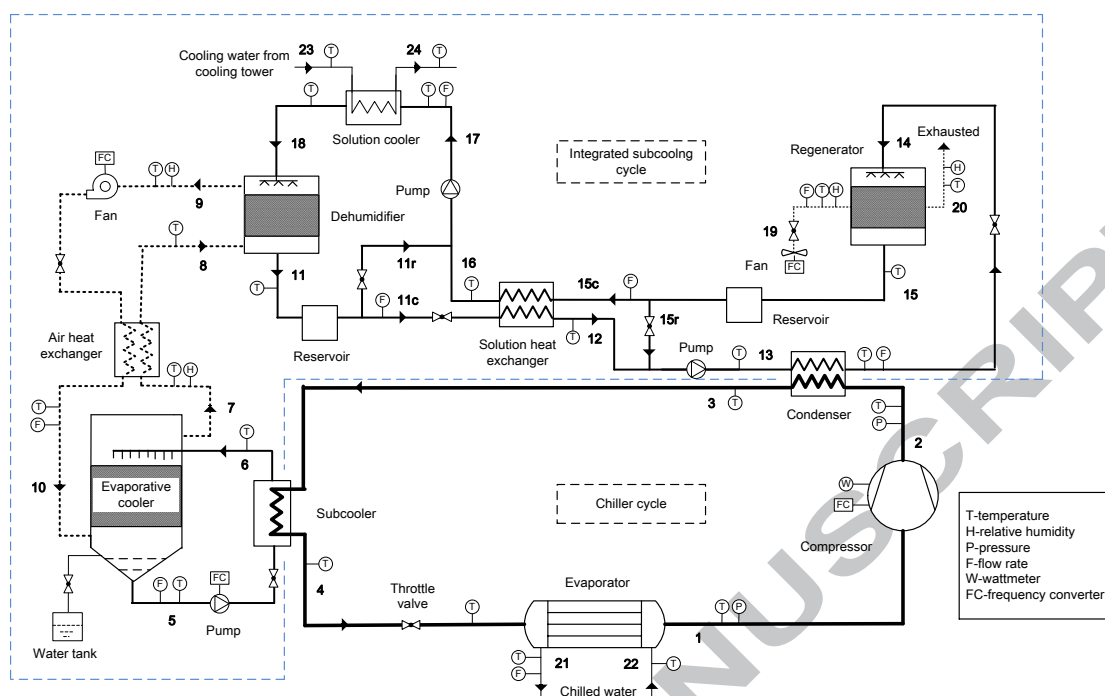 23
24
Cooling water from
cooling tower
T
T
T
T
F
Solution cooler
18
17
14
Exhausted
Integrated subcoolng
cycle
Regenerator
H
T
FC
T
H
9
Fan
Pump
Dehumidifier
F
T
H
20
19
Fan
FC
T
8
11
11r
16
T
15
T
T
F
11c
15c
F
15r
Reservoir
Reservoir
12
T
Solution heat
exchanger
Air heat
exchanger
Pump
T
13
T
F
T
H
7
3
T
Condenser
T
P
2
T
F
T
6
10
Evaporative
cooler
Subcooler
Chiller cycle
W
FC
Compressor
T-temperature
H-relative humidity
P-pressure
F-flow rate
W-wattmeter
FC-frequency converter
T
4
Throttle
valve
Evaporator
F
T
FC
5
Pump
T
T
P
1
Water tank
T
F
21
22
T
Chilled water
NUSCRIP